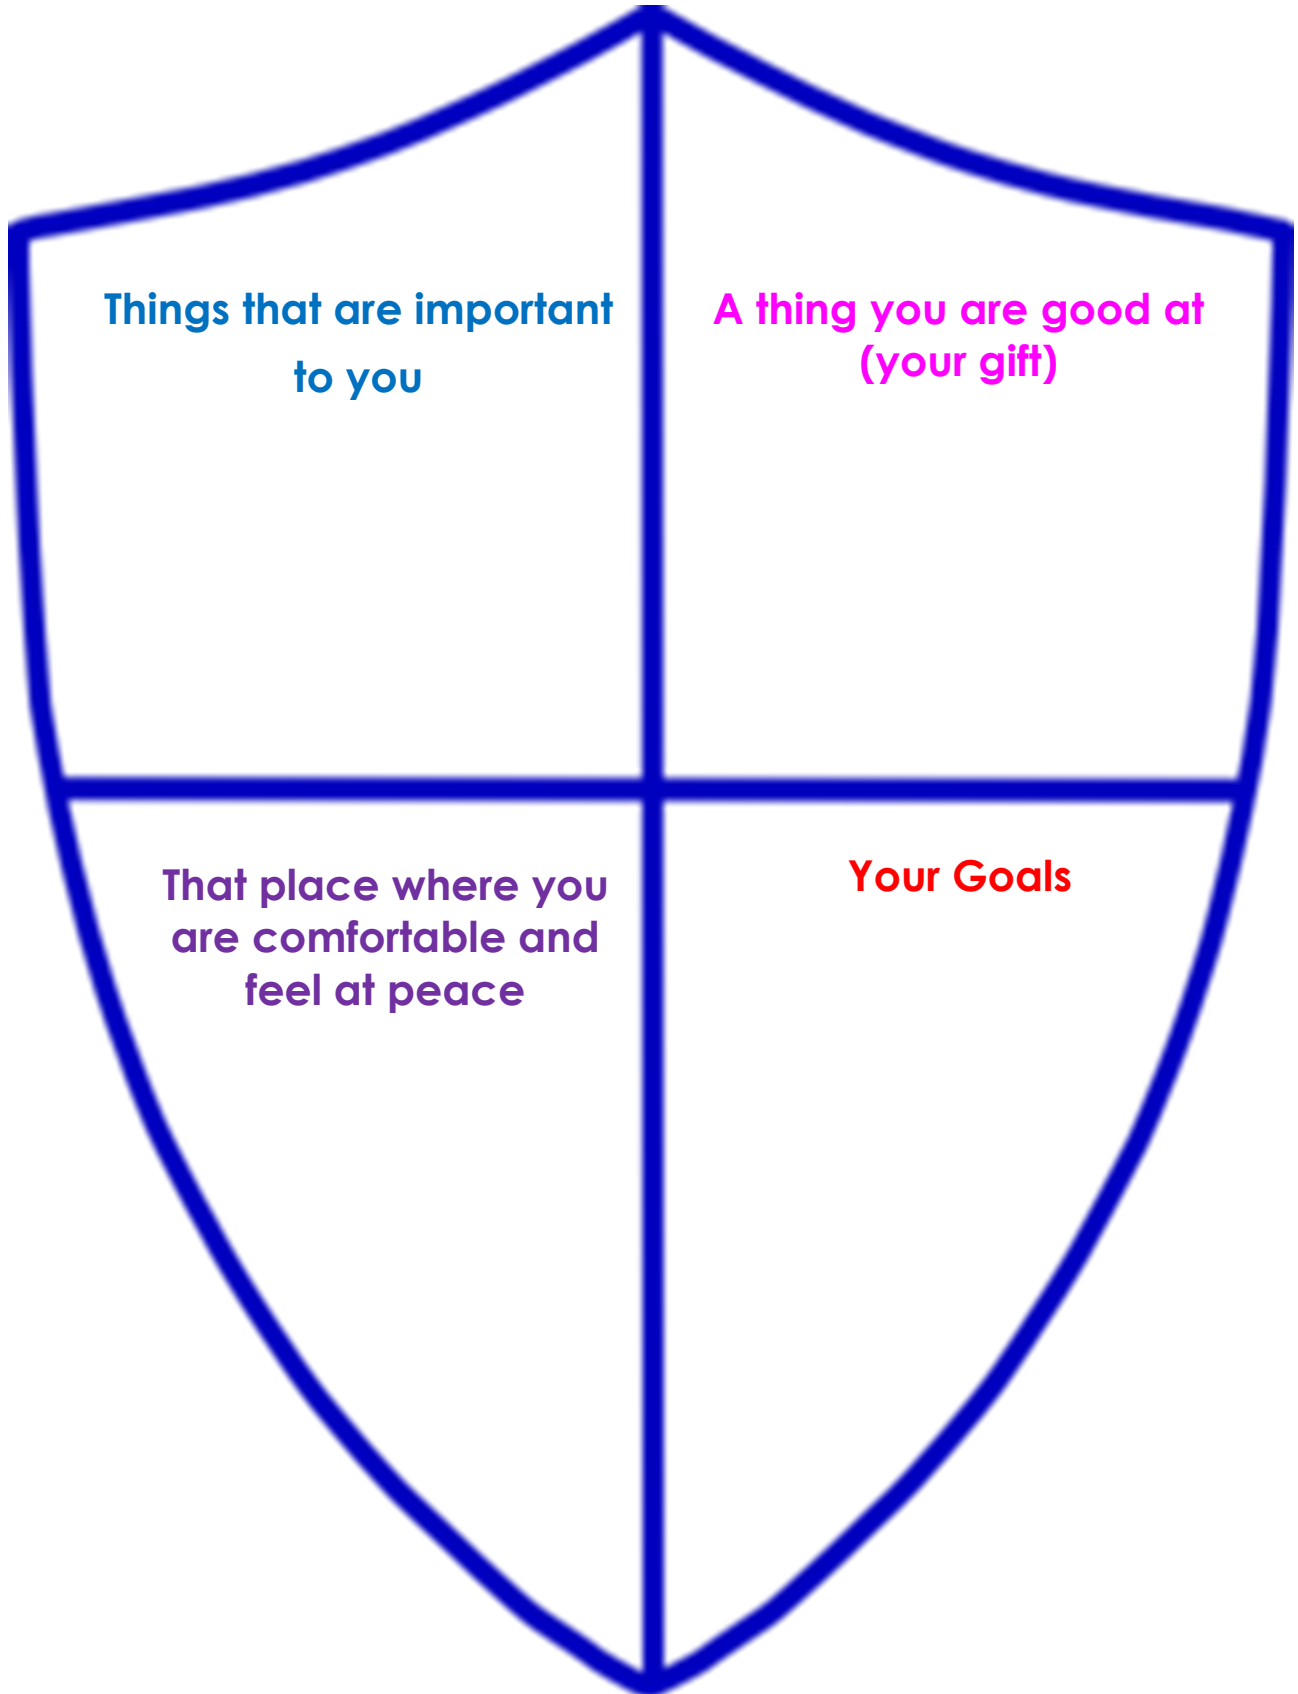 Things that are important
to you
A thing you are good at
(your gift)
That place where you
are comfortable and
feel at peace
Your Goals